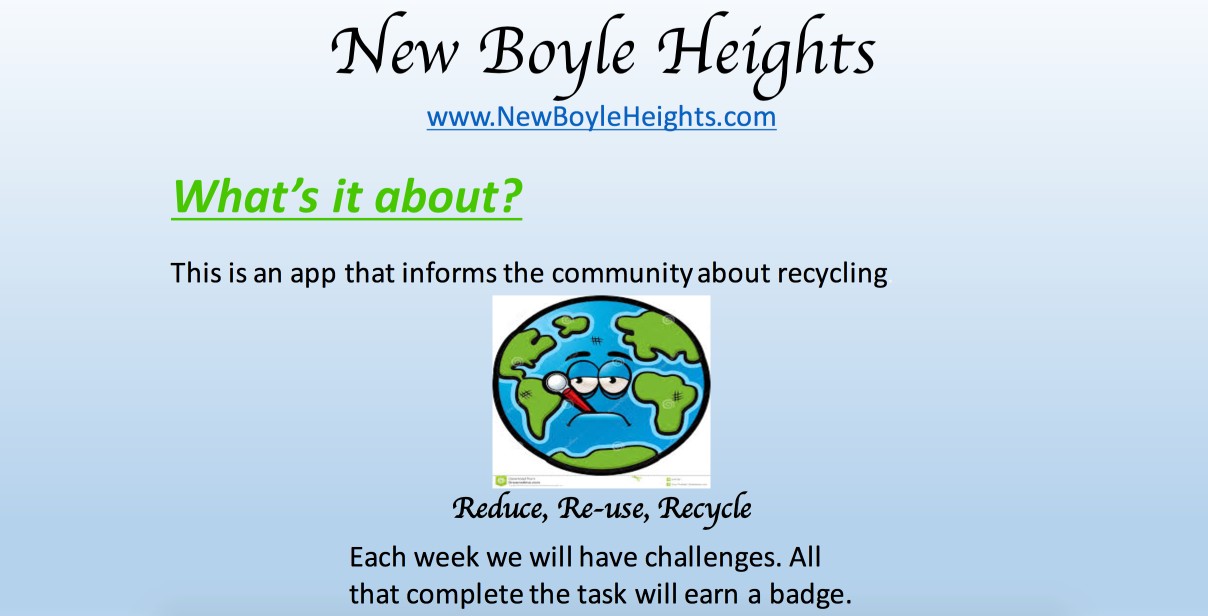 New Boyle Heights
www.NewBoyleHeights.com
What's it about?
This is an app that informs the community about recycling
Reduce, Re-use, Recycle
Each week we will have challenges. All
that complete the task will earn a badge.